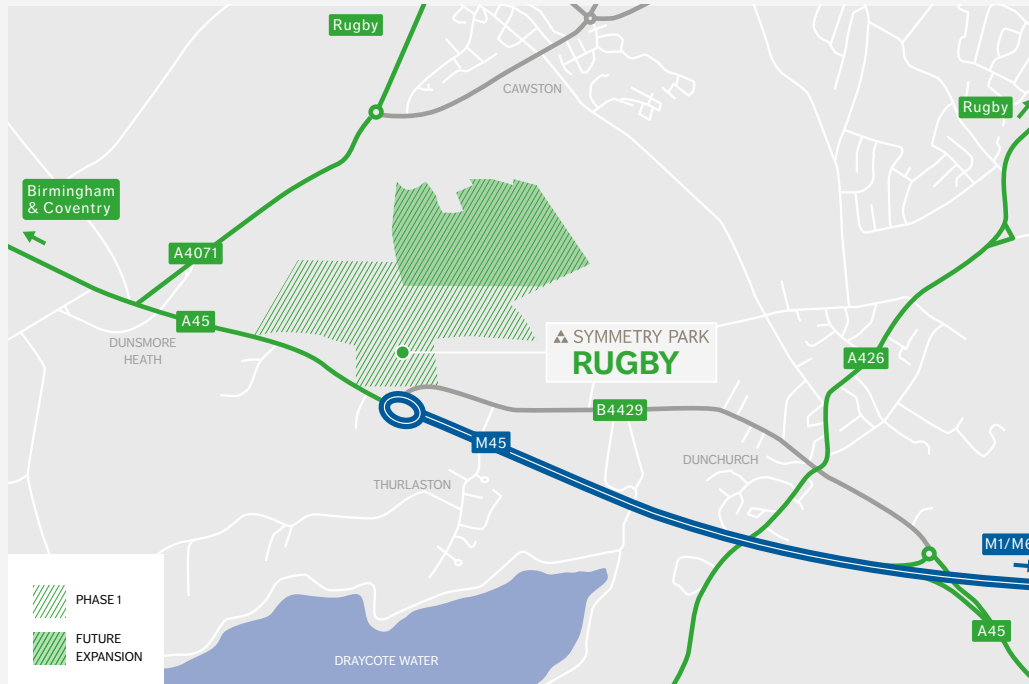 Rugby
CAWSTON
Rugby
Birmingham
& Coventry
A4071
A45
DUNSMORE
HEATH
SYMMETRY PARK
RUGBY
A426
B4429
M45
DUNCHURCH
THURLASTON
M1/M6
PHASE 1
FUTURE
EXPANSION
A45
DRAYCOTE WATER